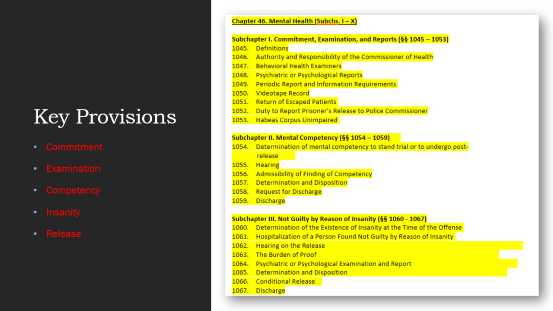 Key Provisions
• Commitment
• Examination
• Competency
• Insanity
• Release
Chapter 46. Mental Health (Subchs. I – X)
Subchapter I. Commitment, Examination, and Reports (§§ 1045 – 1053)
1045. Definitions
1046. Authority and Responsibility of the Commissioner of Health
1047. Behavioral Health Examiners
1048. Psychiatric or Psychological Reports
1049. Periodic Report and Information Requirements
1050. Videotape Record
1051. Return of Escaped Patients
1052. Duty to Report Prisoner's Release to Police Commissioner
1053. Habeas Corpus Unimpaired
Subchapter II. Mental Competency (§§ 1054 – 1059)
1054. Determination of mental competency to stand trial or to undergo post-
release
1055. Hearing
1056. Admissibility of Finding of Competency
1057. Determination and Disposition
1058. Request for Discharge
1059. Discharge
Subchapter III. Not Guilty by Reason of Insanity (§§ 1060 - 1067)
1060. Determination of the Existence of Insanity at the Time of the Offense
1061. Hospitalization of a Person Found Not Guilty by Reason of Insanity
1062. Hearing on the Release
1063. The Burden of Proof
1064. Psychiatric or Psychological Examination and Report
1065. Determination and Disposition
1066. Conditional Release
1067. Discharge